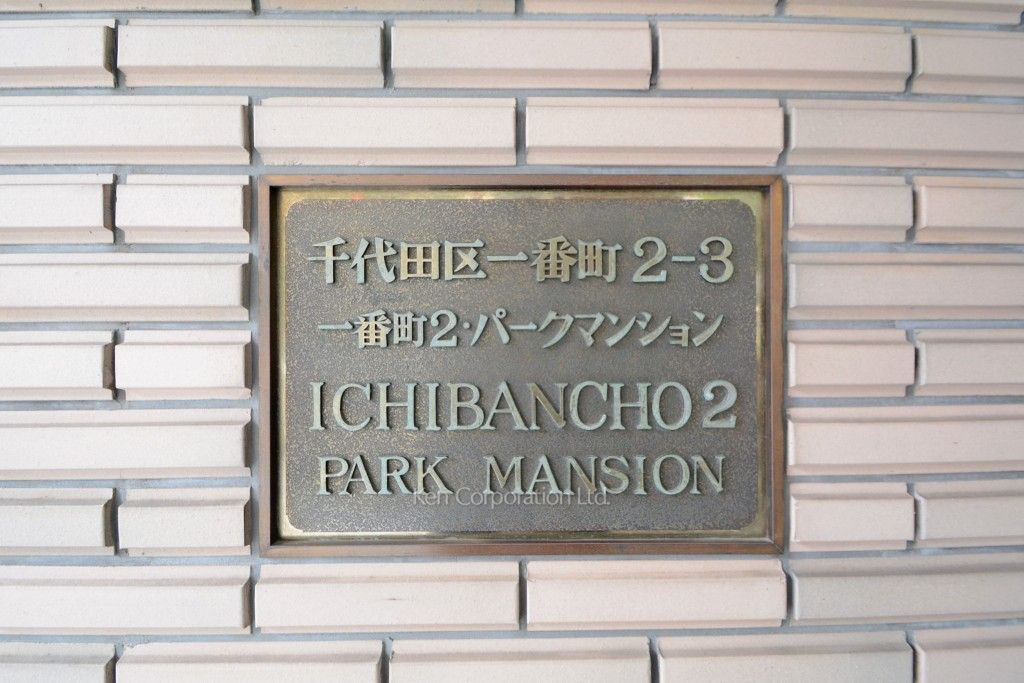 千代田区一番町2-3
一番町2・パークマンション
ICHIBANCHO 2
PARK MANSION
Ken Corporation Ltd.